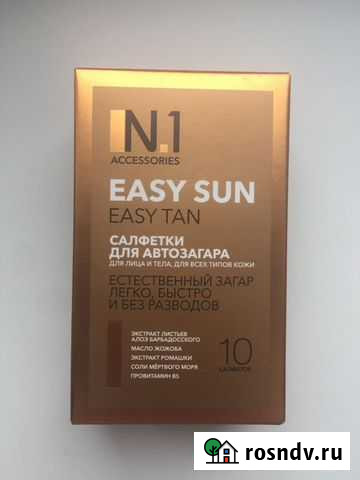 N.1
ACCESSORIES
EASY SUN
EASY TAN
САЛФЕТКИ
ДЛЯ АВТОЗАГАРА
ДЛЯ ЛИЦА И ТЕЛА, ДЛЯ ВСЕХ ТИПОВ КОЖИ
ЕСТЕСТВЕННЫЙ ЗАГАР
ЛЕГКО, БЫСТРО
И БЕЗ РАЗВОДОВ
ЭКСТРАКТ ЛИСТЬЕВ
АЛОЭ БАРБАДОССКОГО
МАСЛО ЖОЖОБА
ЭКСТРАКТ РОМАШКИ
СОЛИ МЁРТВОГО МОРЯ
ПРОВИТАМИН B5
10
САЛФЕТОК
rosndv.ru